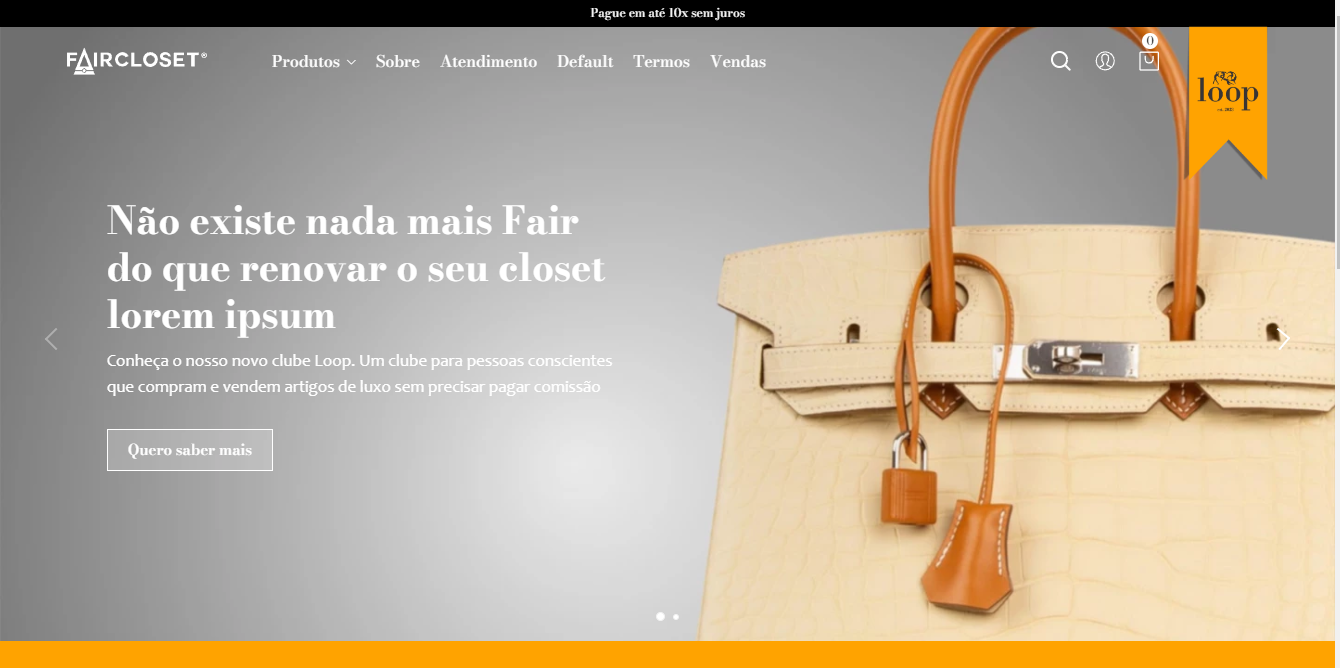 Pague em até 10x sem juros
FAIRCLOSET®
Produtos Sobre Atendimento Default Termos Vendas
0
loop
Não existe nada mais Fair
do que renovar o seu closet
lorem ipsum
Conheça o nosso novo clube Loop. Um clube para pessoas conscientes
que compram e vendem artigos de luxo sem precisar pagar comissão
Quero saber mais